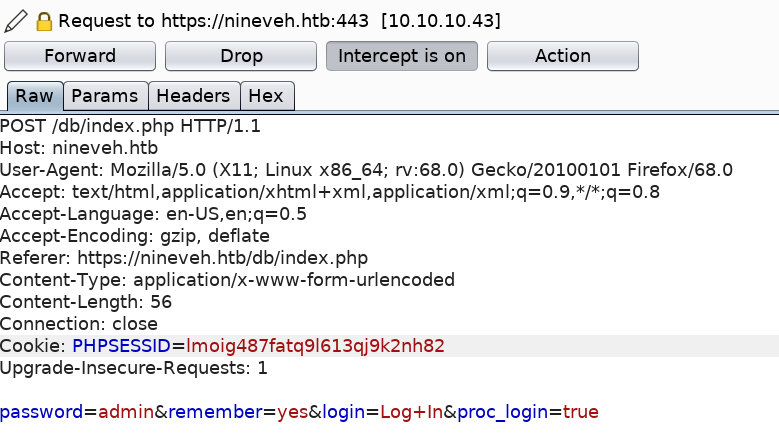 Request to https://nineveh.htb:443 [10.10.10.43]
Forward Drop Intercept is on Action
Raw Params Headers Hex
POST /db/index.php HTTP/1.1
Host: nineveh.htb
User-Agent: Mozilla/5.0 (X11; Linux x86_64; rv:68.0) Gecko/20100101 Firefox/68.0
Accept: text/html,application/xhtml+xml,application/xml;q=0.9,*/*;q=0.8
Accept-Language: en-US,en;q=0.5
Accept-Encoding: gzip, deflate
Referer: https://nineveh.htb/db/index.php
Content-Type: application/x-www-form-urlencoded
Content-Length: 56
Connection: close
Cookie: PHPSESSID=lmoig487fatq9l613qj9k2nh82
Upgrade-Insecure-Requests: 1
password=admin&remember=yes&login=Log+In&proc_login=true